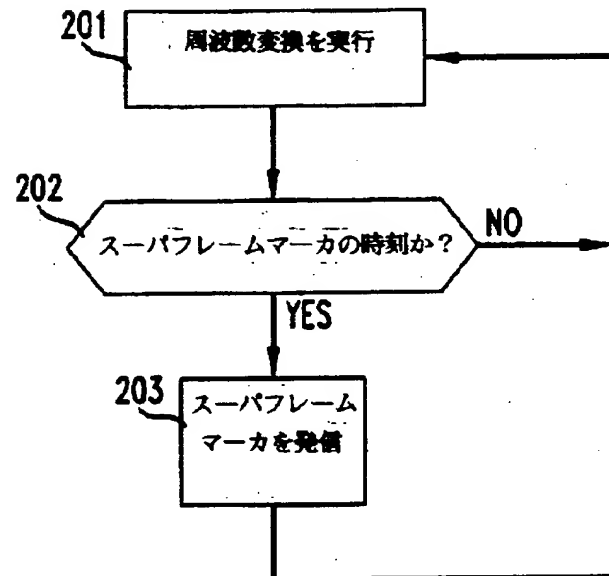 201
周波数変換を実行
202
スーパフレームマーカの時刻か?
NO
YES
203
スーパフレーム
マーカを発信